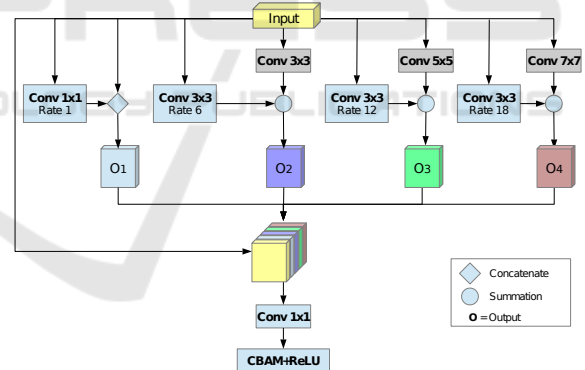 Input
Conv 3x3
Conv 5x5
Conv 7x7
Conv 1x1
Rate 1
Conv 3x3
Rate 6
Conv 3x3
Rate 12
Conv 3x3
Rate 18
O1
O2
O3
O4
Concatenate
Summation
O = Output
Conv 1x1
CBAM+ReLU